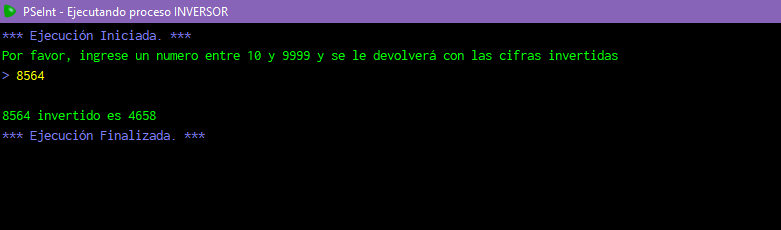 PSeInt - Ejecutando proceso INVERSOR
*** Ejecución Iniciada. ***
Por favor, ingrese un numero entre 10 y 9999 y se le devolverá con las cifras invertidas
> 8564
8564 invertido es 4658
*** Ejecución Finalizada. ***